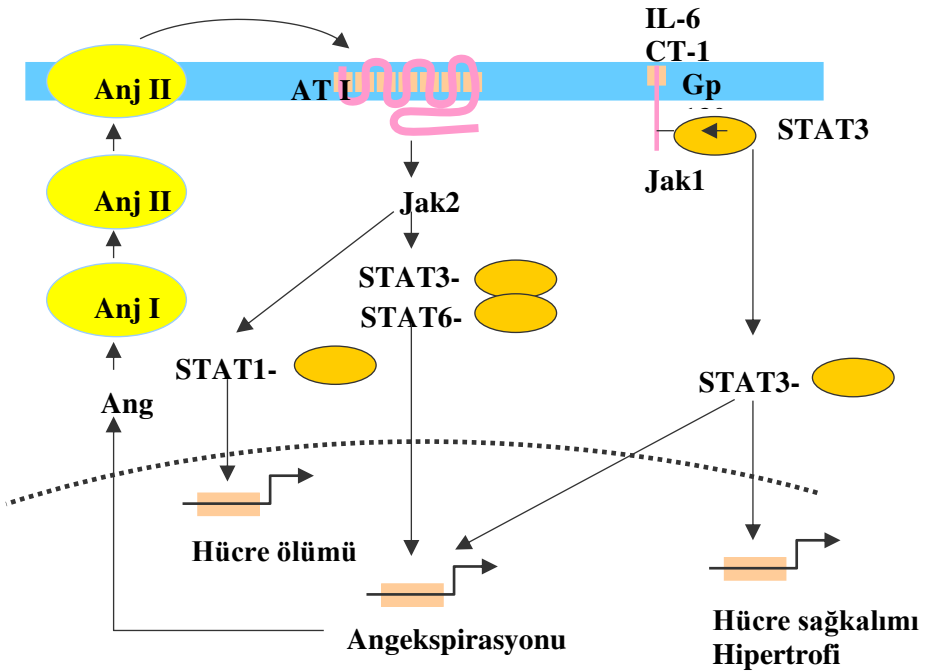 IL-6
CT-1
Anj II
AT I
Gp
STAT3
Anj II
Jak1
Jak2
STAT3-
Anj I
STAT6-
STAT1-
STAT3-
Ang
Hücre ölümü
Angekspirasyonu
Hücre sağkalımı
Hipertrofi